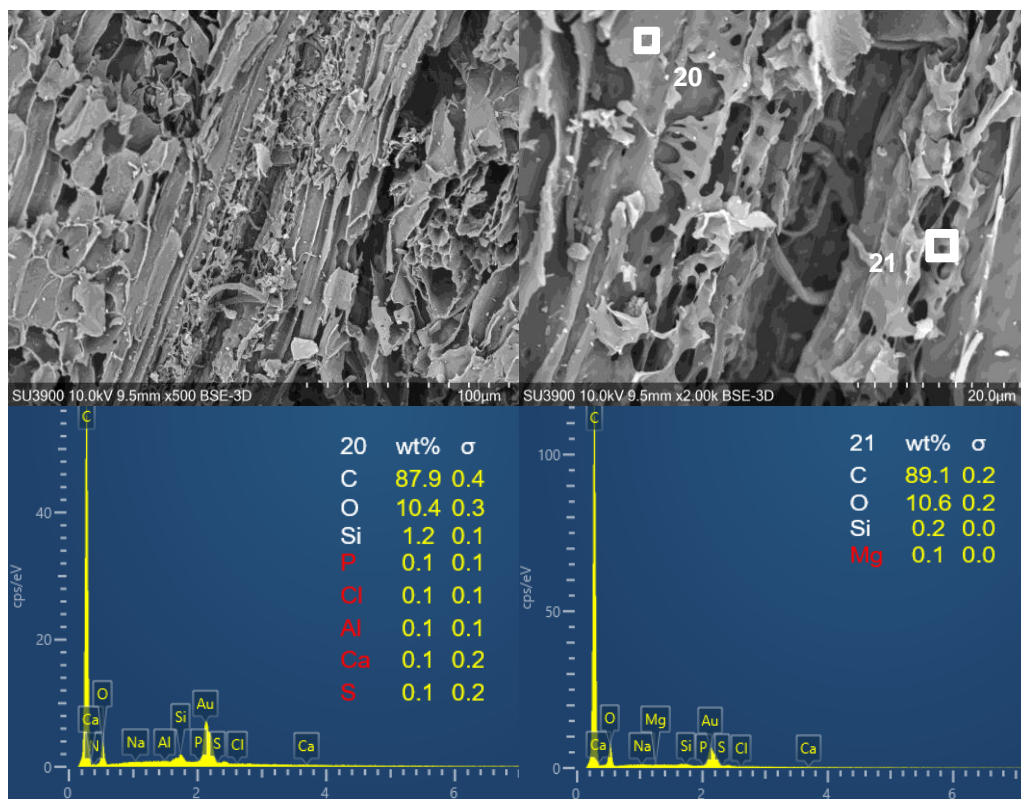 20
21
SU3900 10.0kV 9.5mm x500 BSE-3D 100µm
SU3900 10.0kV 9.5mm x2.00k BSE-3D 20.0µm
20 wt% σ
C 87.9 0.4
O 10.4 0.3
Si 1.2 0.1
P 0.1 0.1
Cl 0.1 0.1
Al 0.1 0.1
Ca 0.1 0.2
S 0.1 0.2
C
40
20
0
cps/eV
O
Ca
N
Na
Al
Si
P
Au
S
Cl
Ca
0 2 4 6
21 wt% σ
C 89.1 0.2
O 10.6 0.2
Si 0.2 0.0
Mg 0.1 0.0
C
100
50
0
cps/eV
O
Ca
Na
Mg
Si
P
Au
S
Cl
Ca
0 2 4 6